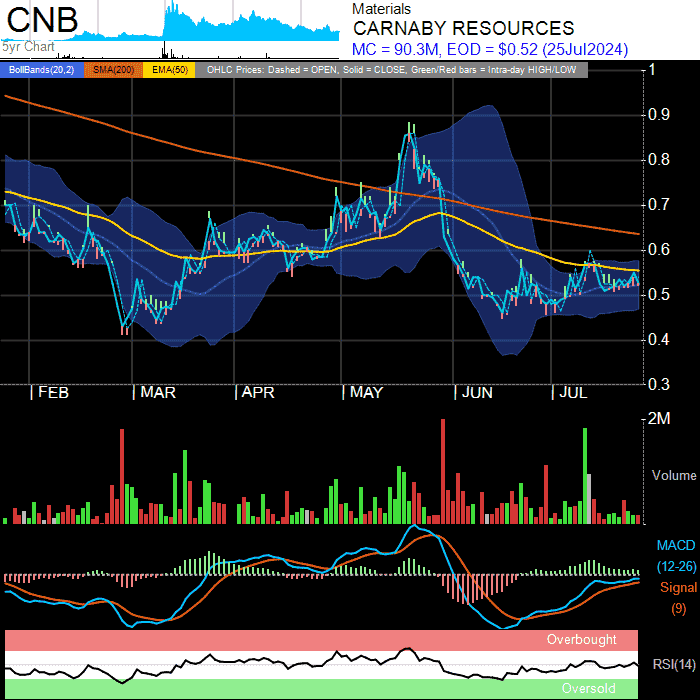 CNB
5yr Chart
Materials
CARNABY RESOURCES
MC = 90.3M, EOD = $0.52 (25Jul2024)
BollBands(20,2) SMA(200) EMA(50) OHLC Prices: Dashed = OPEN, Solid = CLOSE, Green/Red bars = Intra-day HIGH/LOW
1
0.9
0.8
0.7
0.6
0.5
0.4
0.3
FEB MAR APR MAY JUN JUL
2M
Volume
MACD
(12-26)
Signal
(9)
Overbought
RSI(14)
Oversold